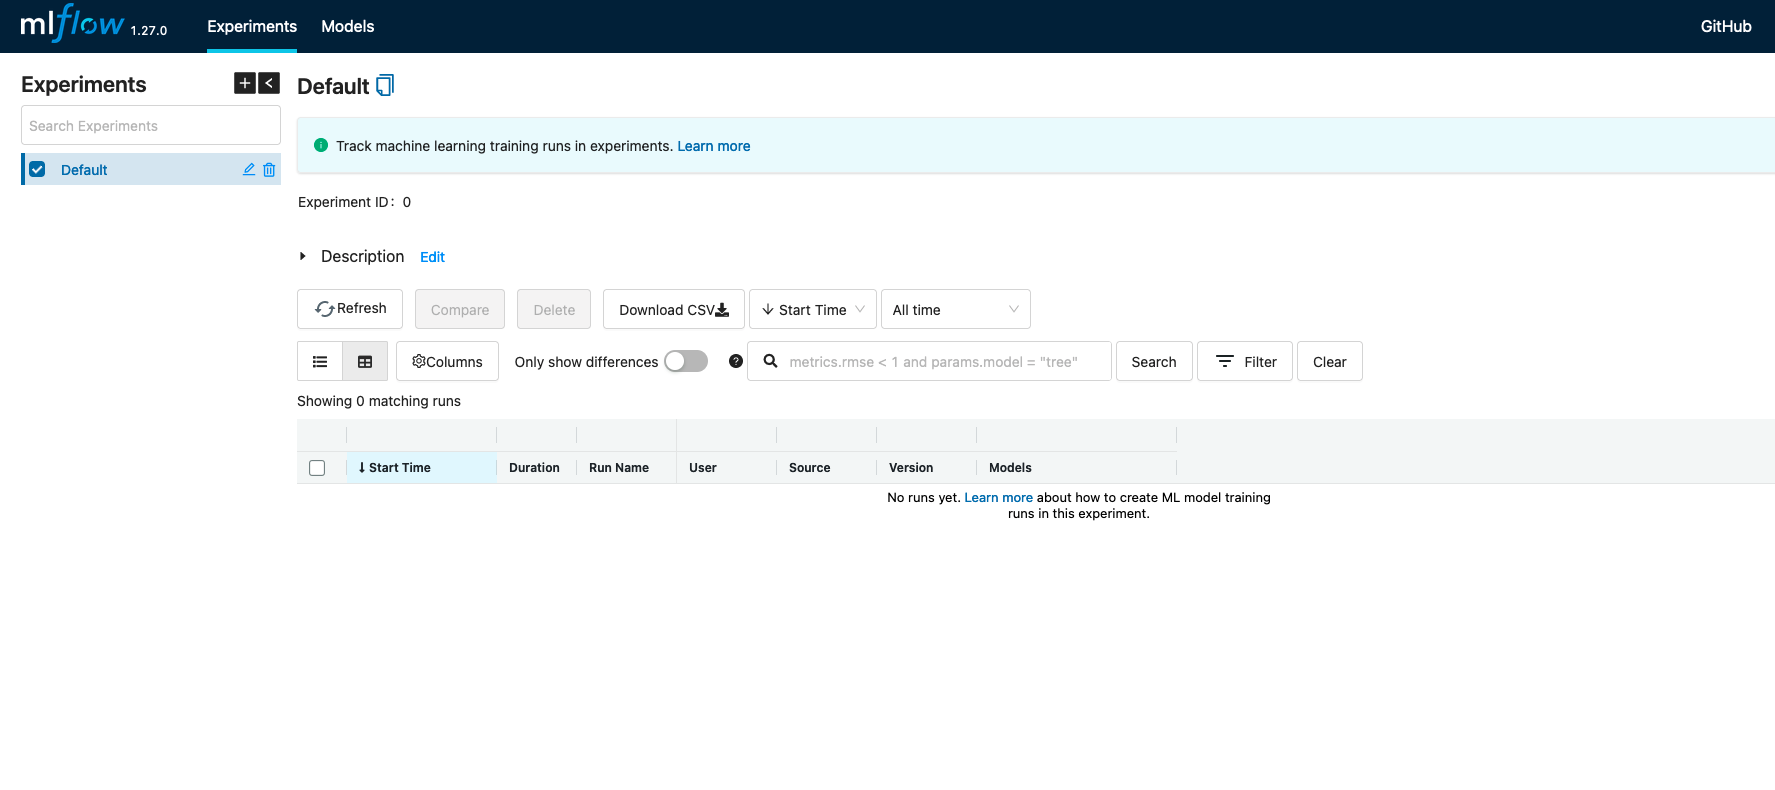 mlflow 1.27.0 Experiments Models GitHub
Experiments
Search Experiments
Default
Default
Track machine learning training runs in experiments. Learn more
Experiment ID: 0
Description Edit
Refresh Compare Delete Download CSV Start Time All time
Columns Only show differences metrics.rmse < 1 and params.model = "tree" Search Filter Clear
Showing 0 matching runs
Start Time Duration Run Name User Source Version Models
No runs yet. Learn more about how to create ML model training
runs in this experiment.